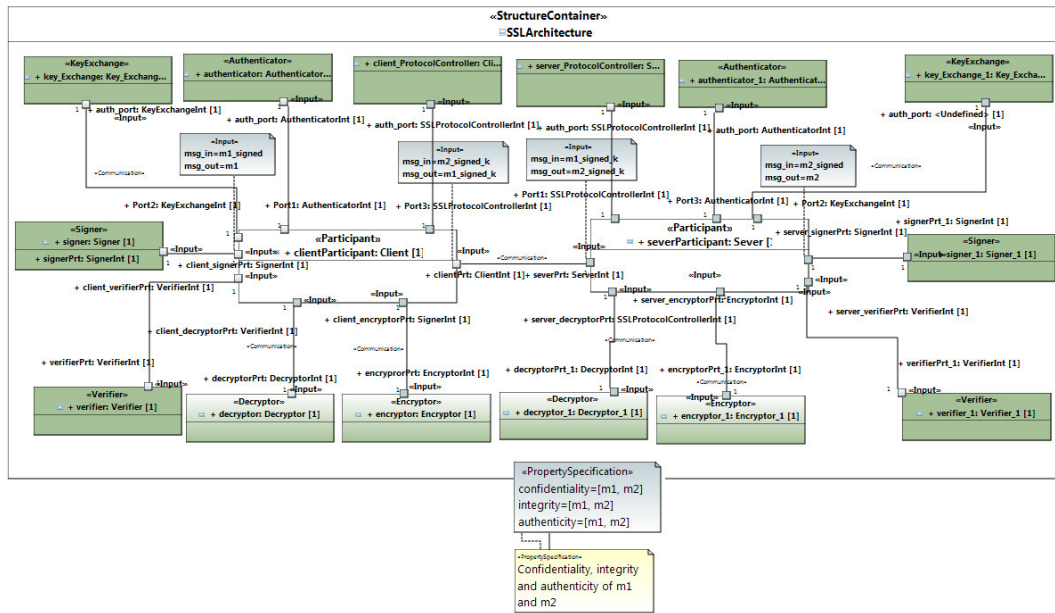 «StructureContainer»
SSLArchitecture
«KeyExchange»
+ key_Exchange: Key_Exchang...
«Authenticator»
+ authenticator: Authenticator...
+ client_ProtocolController: Cli...
+ server_ProtocolController: S...
«Authenticator»
+ authenticator_1: Authenticat...
«KeyExchange»
+ key_Exchange_1: Key_Excha...
1
«Input»
1
«Input»
1
«Input»
1
«Input»
1
1
+ auth_port: KeyExchangeInt [1]
«Input»
+ auth_port: AuthenticatorInt [1]
+ auth_port: SSLProtocolControllerInt [1]
+ auth_port: SSLProtocolControllerInt [1]
+ auth_port: AuthenticatorInt [1]
+ auth_port: <Undefined> [1]
«Input»
«Input»
msg_in=m1_signed
msg_out=m1
«Input»
msg_in=m2_signed_k
msg_out=m1_signed_k
«Input»
msg_in=m1_signed_k
msg_out=m2_signed_k
«Input»
msg_in=m2_signed
msg_out=m2
«Communication»
«Communication»
+ Port2: KeyExchangeInt [1]
+ Port1: AuthenticatorInt [1]
+ Port3: SSLProtocolControllerInt [1]
+ Port1: SSLProtocolControllerInt [1]
+ Port3: AuthenticatorInt [1]
+ Port2: KeyExchangeInt [1]
«Signer»
+ signer: Signer [1]
+ signerPrt: SignerInt [1]
«Input»
«Input»
+ client_signerPrt: SignerInt [1]
«Participant»
+ clientParticipant: Client [1]
«Input»
«Communication»
+ clientPrt: ClientInt [1]
+ severPrt: ServerInt [1]
«Input»
«Participant»
+ severParticipant: Sever [
+ server_signerPrt: SignerInt [1]
+ signerPrt_1: SignerInt [1]
«Input»
«Signer»
«Input»
+ signer_1: Signer_1 [1]
+ client_verifierPrt: VerifierInt [1]
«Input»
«Input»
«Input»
+ server_encryptorPrt: EncryptorInt [1]
«Input»
+ client_decryptorPrt: VerifierInt [1]
+ client_encryptorPrt: SignerInt [1]
+ server_decryptorPrt: SSLProtocolControllerInt [1]
+ server_verifierPrt: VerifierInt [1]
«Communication»
«Communication»
«Communication»
+ verifierPrt: VerifierInt [1]
«Input»
+ decryptorPrt: DecryptorInt [1]
«Input»
+ encryprorPrt: EncryptorInt [1]
«Input»
+ decryptorPrt_1: DecryptorInt [1]
«Input»
+ encryptorPrt_1: EncryptorInt [1]
«Communication»
«Input»
+ verifierPrt_1: VerifierInt [1]
«Input»
«Verifier»
+ verifier: Verifier [1]
«Decryptor»
+ decryptor: Decryptor [1]
«Encryptor»
+ encryptor: Encryptor [1]
«Decryptor»
+ decryptor_1: Decryptor_1 [1]
«Encryptor»
+ encryptor_1: Encryptor_1 [1]
«Verifier»
+ verifier_1: Verifier_1 [1]
«PropertySpecification»
confidentiality=[m1, m2]
integrity=[m1, m2]
authenticity=[m1, m2]
«PropertySpecification»
Confidentiality, integrity
and authenticity of m1
and m2